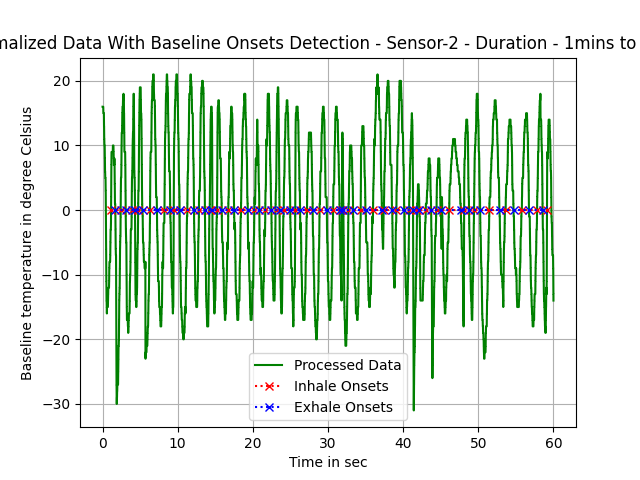 malized Data With Baseline Onsets Detection - Sensor-2 - Duration - 1mins to
Baseline temperature in degree Celsius
20
10
0
−10
−20
−30
Processed Data
Inhale Onsets
Exhale Onsets
0 10 20 30 40 50 60
Time in sec